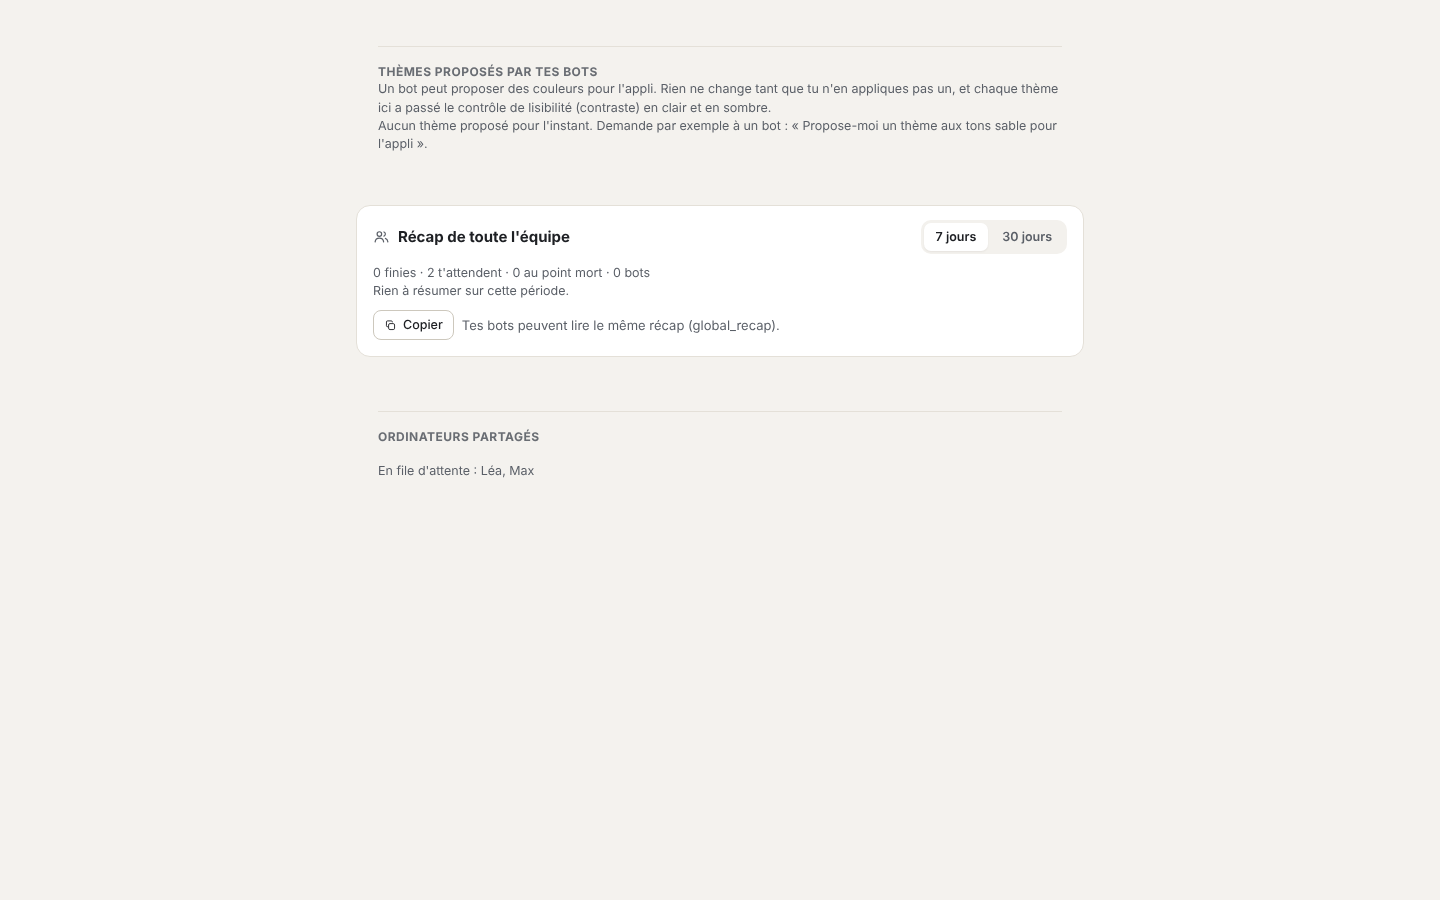 THÈMES PROPOSÉS PAR TES BOTS
Un bot peut proposer des couleurs pour l'appli. Rien ne change tant que tu n'en appliques pas un, et chaque thème
ici a passé le contrôle de lisibilité (contraste) en clair et en sombre.
Aucun thème proposé pour l'instant. Demande par exemple à un bot : « Propose-moi un thème aux tons sable pour
l'appli ».
Récap de toute l'équipe
7 jours
30 jours
0 finies · 2 t'attendent · 0 au point mort · 0 bots
Rien à résumer sur cette période.
Copier
Tes bots peuvent lire le même récap (global_recap).
ORDINATEURS PARTAGÉS
En file d'attente : Léa, Max